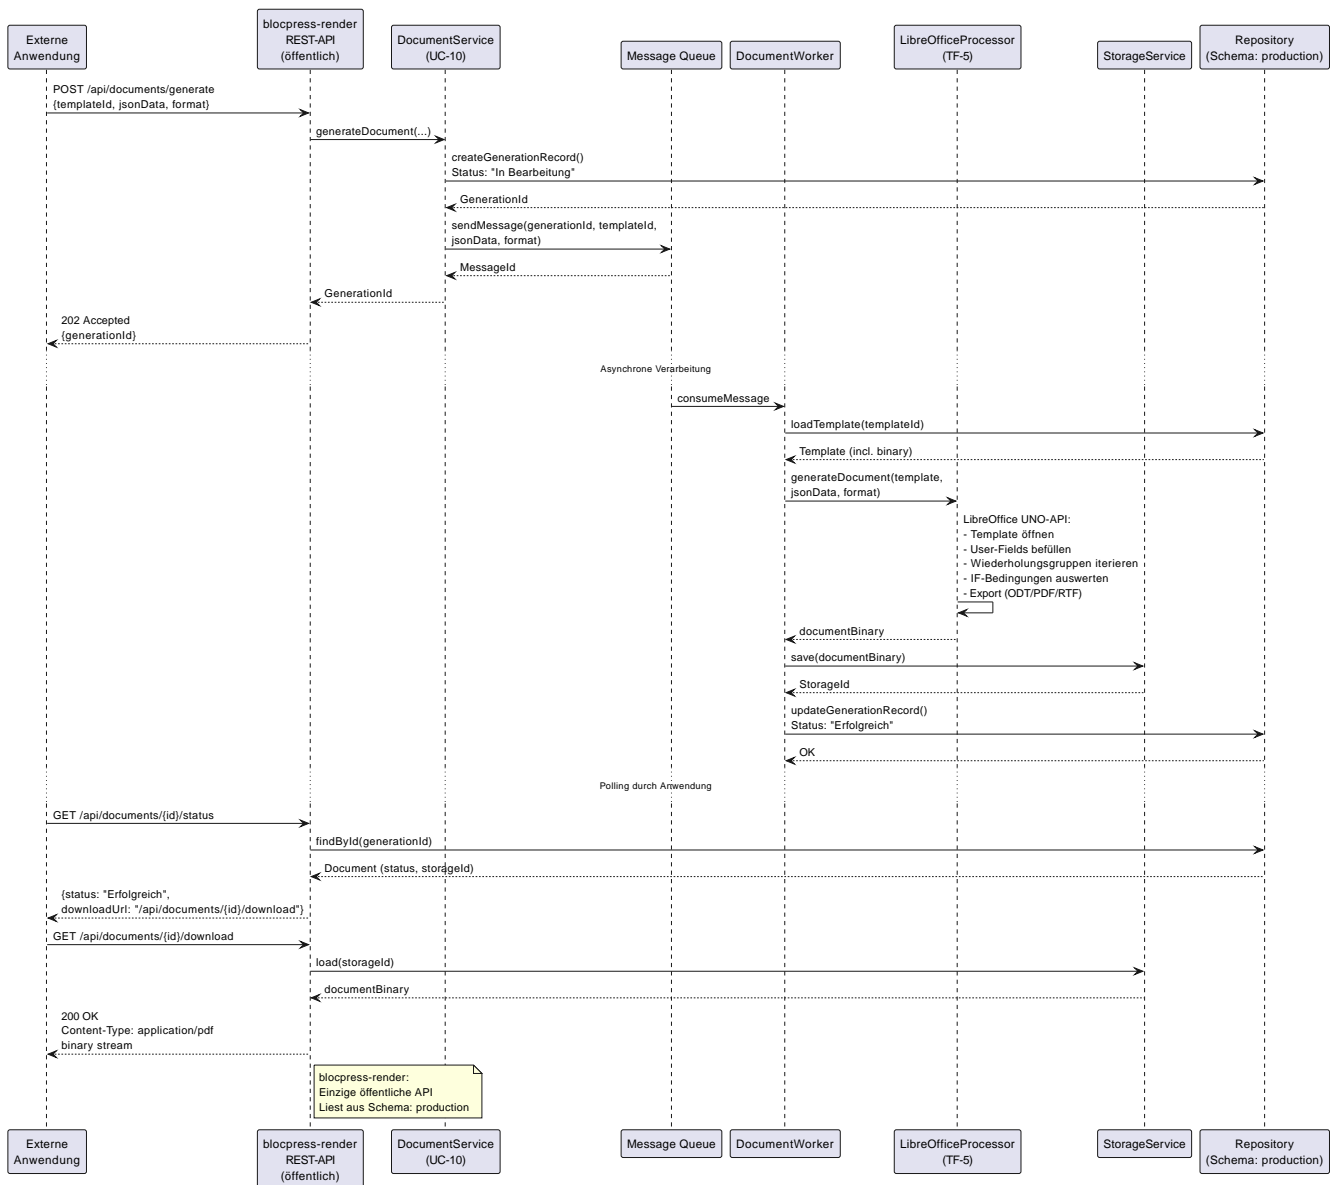 Externe
Anwendung
blocpress-render
REST-API
(öffentlich)
DocumentService
(UC-10)
Message Queue
DocumentWorker
LibreOfficeProcessor
(TF-5)
StorageService
Repository
(Schema: production)
POST /api/documents/generate
{templateId, jsonData, format}
generateDocument(...)
createGenerationRecord()
Status: "In Bearbeitung"
GenerationId
sendMessage(generationId, templateId,
jsonData, format)
MessageId
GenerationId
202 Accepted
{generationId}
Asynchrone Verarbeitung
consumeMessage
loadTemplate(templateId)
Template (incl. binary)
generateDocument(template,
jsonData, format)
LibreOffice UNO-API:
- Template öffnen
- User-Fields befüllen
- Wiederholungsgruppen iterieren
- IF-Bedingungen auswerten
- Export (ODT/PDF/RTF)
documentBinary
save(documentBinary)
StorageId
updateGenerationRecord()
Status: "Erfolgreich"
OK
Polling durch Anwendung
GET /api/documents/{id}/status
findById(generationId)
Document (status, storageId)
{status: "Erfolgreich",
downloadUrl: "/api/documents/{id}/download"}
GET /api/documents/{id}/download
load(storageId)
documentBinary
200 OK
Content-Type: application/pdf
binary stream
blocpress-render:
Einzige öffentliche API
Liest aus Schema: production
Externe
Anwendung
blocpress-render
REST-API
(öffentlich)
DocumentService
(UC-10)
Message Queue
DocumentWorker
LibreOfficeProcessor
(TF-5)
StorageService
Repository
(Schema: production)